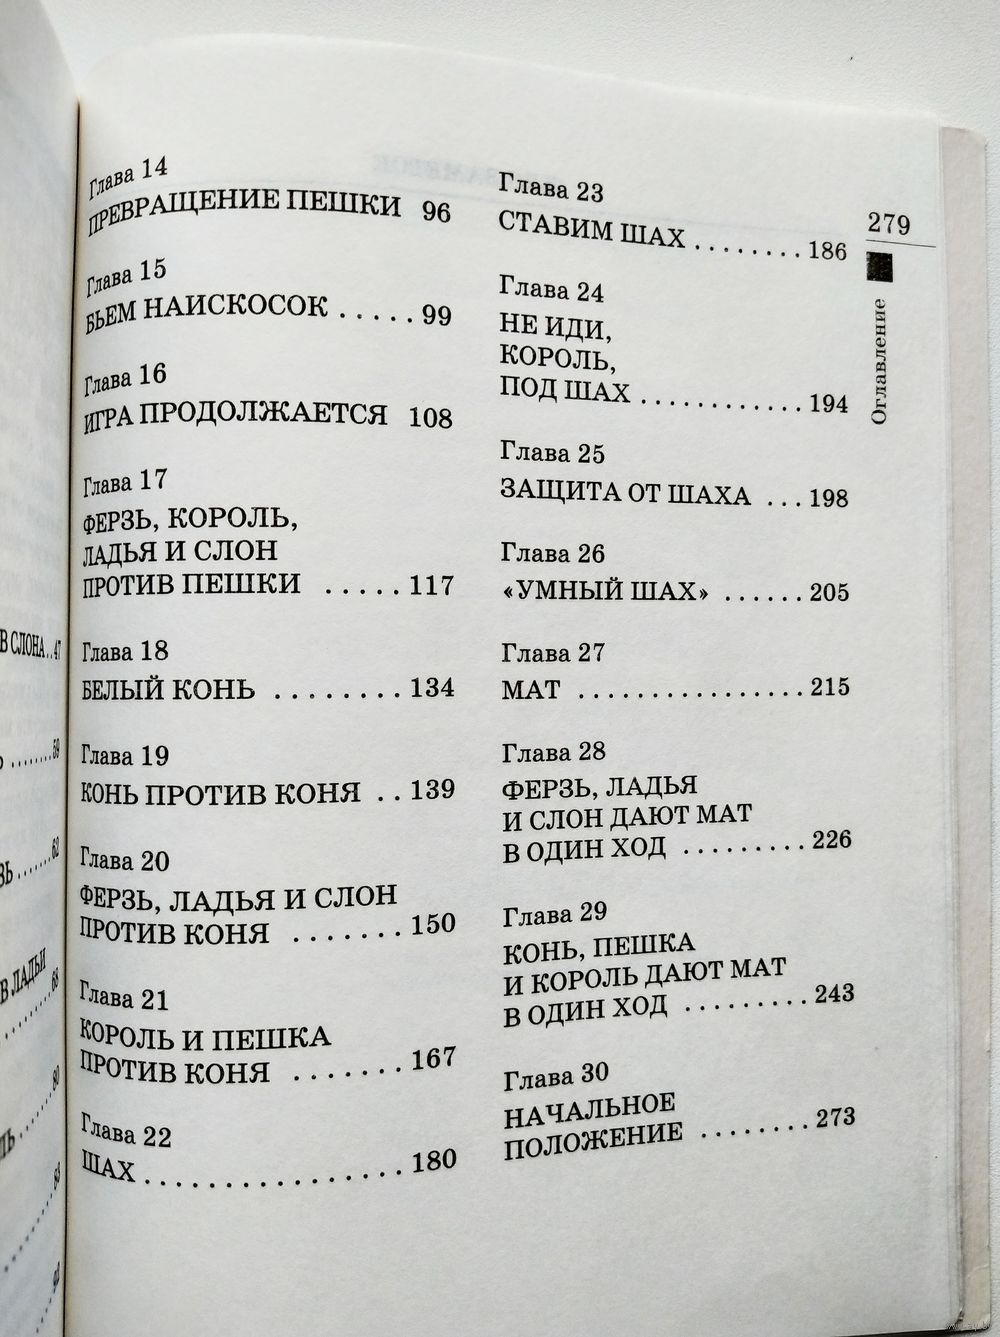 В СЛОНА . . 47
. . . . . . . . 59
. . . . . . . 62
В ЛАДЬИ
. . . . . . . 68
. . . . . . . 80
Глава 14
ПРЕВРАЩЕНИЕ ПЕШКИ 96
Глава 15
БЬЕМ НАИСКОСОК . . . . . 99
Глава 16
ИГРА ПРОДОЛЖАЕТСЯ 108
Глава 17
ФЕРЗЬ, КОРОЛЬ,
ЛАДЬЯ И СЛОН
ПРОТИВ ПЕШКИ . . . . . 117
Глава 18
БЕЛЫЙ КОНЬ . . . . . . . . 134
Глава 19
КОНЬ ПРОТИВ КОНЯ . . 139
Глава 20
ФЕРЗЬ, ЛАДЬЯ И СЛОН
ПРОТИВ КОНЯ . . . . . . . 150
Глава 21
КОРОЛЬ И ПЕШКА
ПРОТИВ КОНЯ . . . . . . . 167
Глава 22
ШАХ . . . . . . . . . . . . . . . . 180
Глава 23
СТАВИМ ШАХ . . . . . . . . 186
Глава 24
НЕ ИДИ,
КОРОЛЬ,
ПОД ШАХ . . . . . . . . . . . . 194
Глава 25
ЗАЩИТА ОТ ШАХА . . . 198
Глава 26
«УМНЫЙ ШАХ» . . . . . . 205
Глава 27
МАТ . . . . . . . . . . . . . . . . 215
Глава 28
ФЕРЗЬ, ЛАДЬЯ
И СЛОН ДАЮТ МАТ
В ОДИН ХОД . . . . . . . . . 226
Глава 29
КОНЬ, ПЕШКА
И КОРОЛЬ ДАЮТ МАТ
В ОДИН ХОД . . . . . . . . . 243
Глава 30
НАЧАЛЬНОЕ
ПОЛОЖЕНИЕ . . . . . . . . 273
279
Оглавление